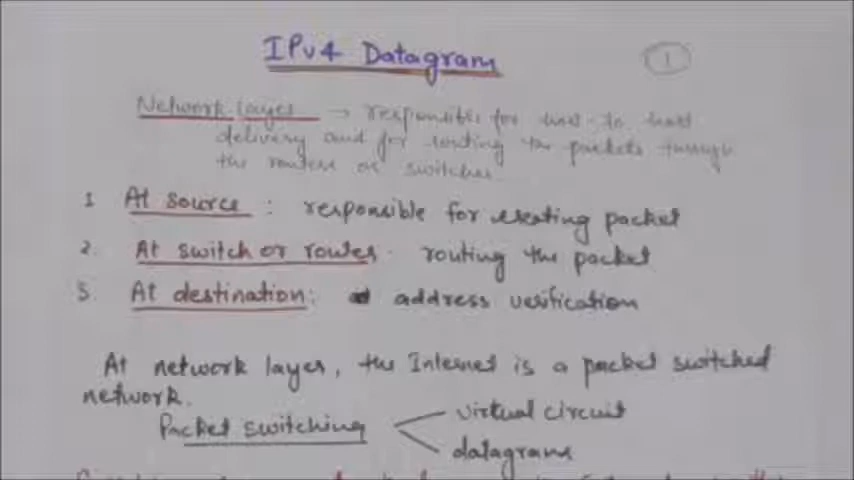 IPv4 Datagram
1
Network layer → responsible for host to host
delivery and for routing the packets through
the routers or switches.
1 At source : responsible for creating packet
2. At switch or router . routing the packet
3. At destination: address verification
At network layer, the Internet is a packet switched
network.
Packet switching
virtual circuit
datagram